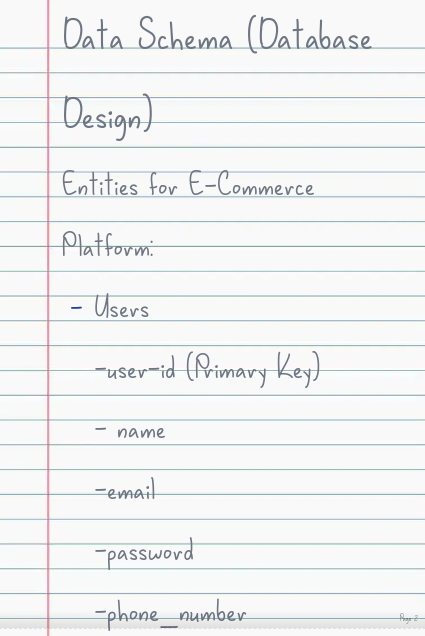 Data Schema (Database
Design)
Entities for E-Commerce
Platform:
- Users
-user-id (Primary Key)
- name
-email
-password
-phone_number
Page 2